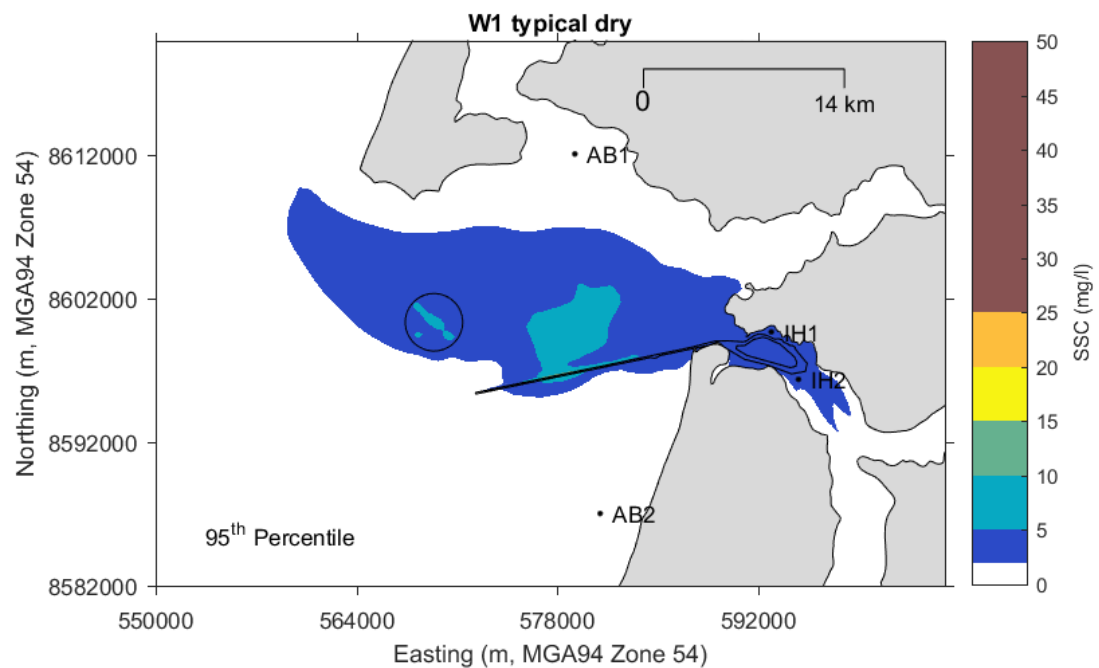 W1 typical dry
0
14 km
AB1
IH1
IH2
AB2
95th Percentile
8612000
8602000
8592000
8582000
Northing (m, MGA94 Zone 54)
550000
564000
578000
592000
Easting (m, MGA94 Zone 54)
50
45
40
35
30
25
20
15
10
5
0
SSC (mg/l)